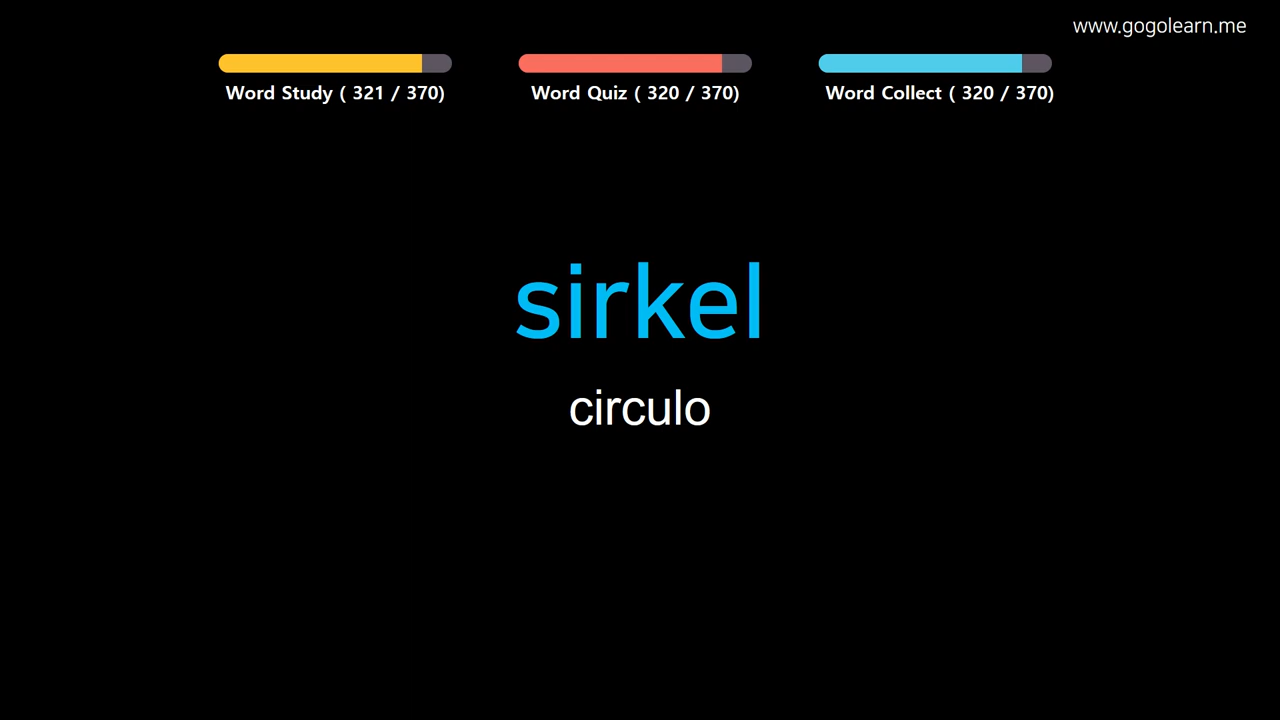 www.gogolearn.me
Word Study ( 321 / 370)
Word Quiz ( 320 / 370)
Word Collect ( 320 / 370)
sirkel
circulo